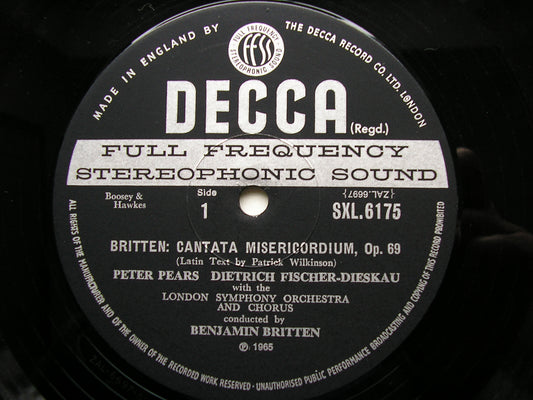 MADE IN ENGLAND BY
THE DECCA RECORD CO. LTD. LONDON
FULL FREQUENCY
ffss
STEREOPHONIC SOUND
DECCA
(Regd.)
FULL FREQUENCY
STEREOPHONIC SOUND
Boosey &
Hawkes
Side
1
(ZAL.6697)
SXL.6175
BRITTEN: CANTATA MISERICORDIUM, Op. 69
(Latin Text by Patrick Wilkinson)
PETER PEARS DIETRICH FISCHER-DIESKAU
with the
LONDON SYMPHONY ORCHESTRA
AND CHORUS
conducted by
BENJAMIN BRITTEN
℗ 1965
ALL RIGHTS OF THE MANUFACTURER AND OF THE OWNER OF THE RECORDED WORK RESERVED · UNAUTHORISED PUBLIC PERFORMANCE BROADCASTING AND COPYING OF THIS RECORD PROHIBITED